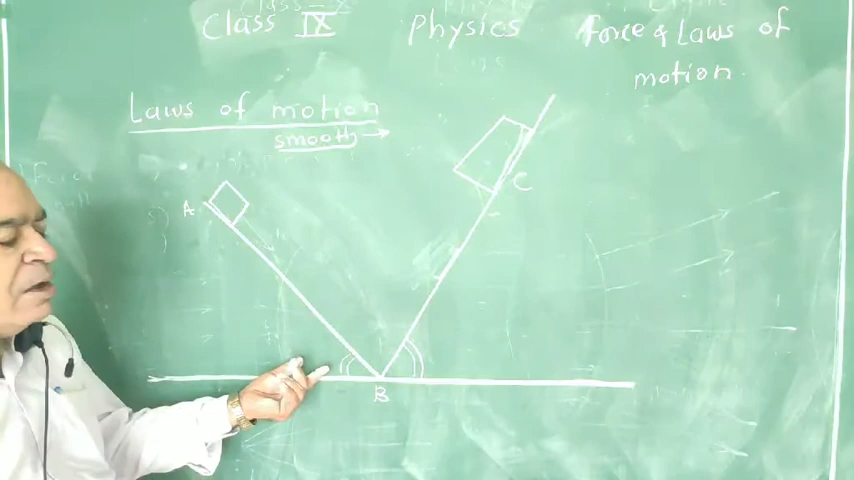 Class IX Physics Force & Laws of
motion.
Laws of motion
smooth
A
C
B